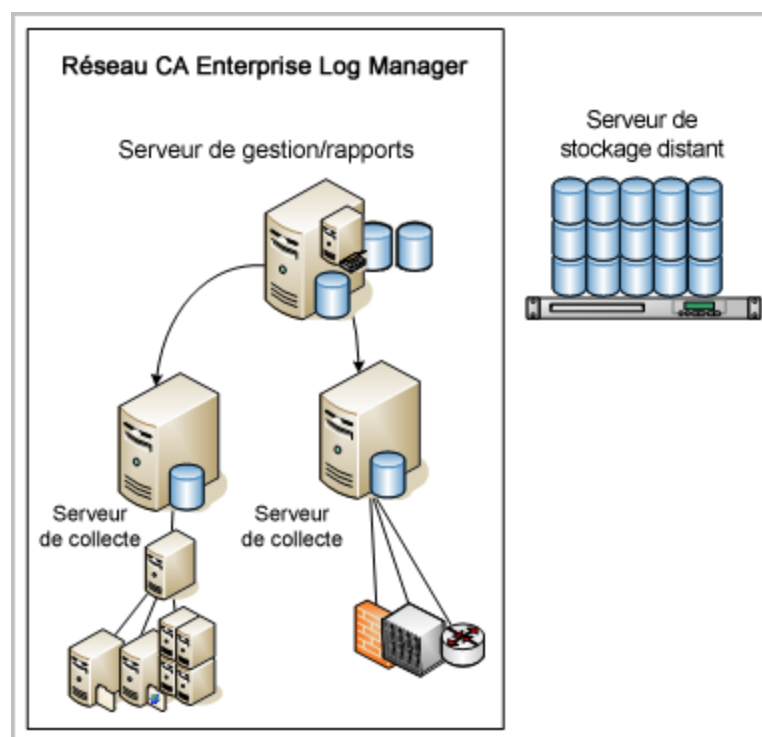 Réseau CA Enterprise Log Manager
Serveur de gestion/rapports
Serveur de
stockage distant
Serveur
de collecte
Serveur
de collecte